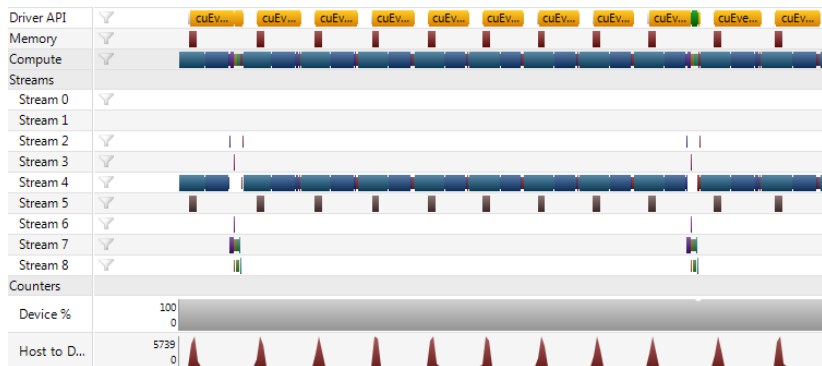 Driver API cuEv... cuEv... cuEv... cuEv... cuEv... cuEv... cuEv... cuEv... cuEv... cuEve... cuEv...
Memory
Compute
Streams
Stream 0
Stream 1
Stream 2
Stream 3
Stream 4
Stream 5
Stream 6
Stream 7
Stream 8
Counters
Device % 100
0
Host to D... 5739
0